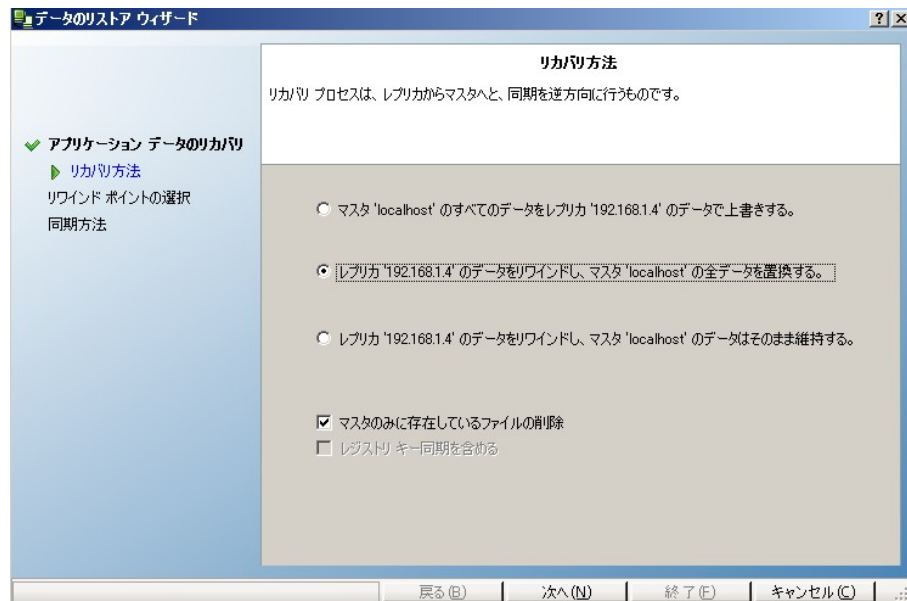 データのリストア ウィザード
リカバリ方法
リカバリ プロセスは、レプリカからマスタへと、同期を逆方向に行うものです。
アプリケーション データのリカバリ
リカバリ方法
リワインド ポイントの選択
同期方法
マスタ 'localhost' のすべてのデータをレプリカ '192.168.1.4' のデータで上書きする。
レプリカ '192.168.1.4' のデータをリワインドし、マスタ 'localhost' の全データを置換する。
レプリカ '192.168.1.4' のデータをリワインドし、マスタ 'localhost' のデータはそのまま維持する。
マスタのみに存在しているファイルの削除
レジストリ キー同期を含める
戻る(B) 次へ(N) 終了(F) キャンセル(C)